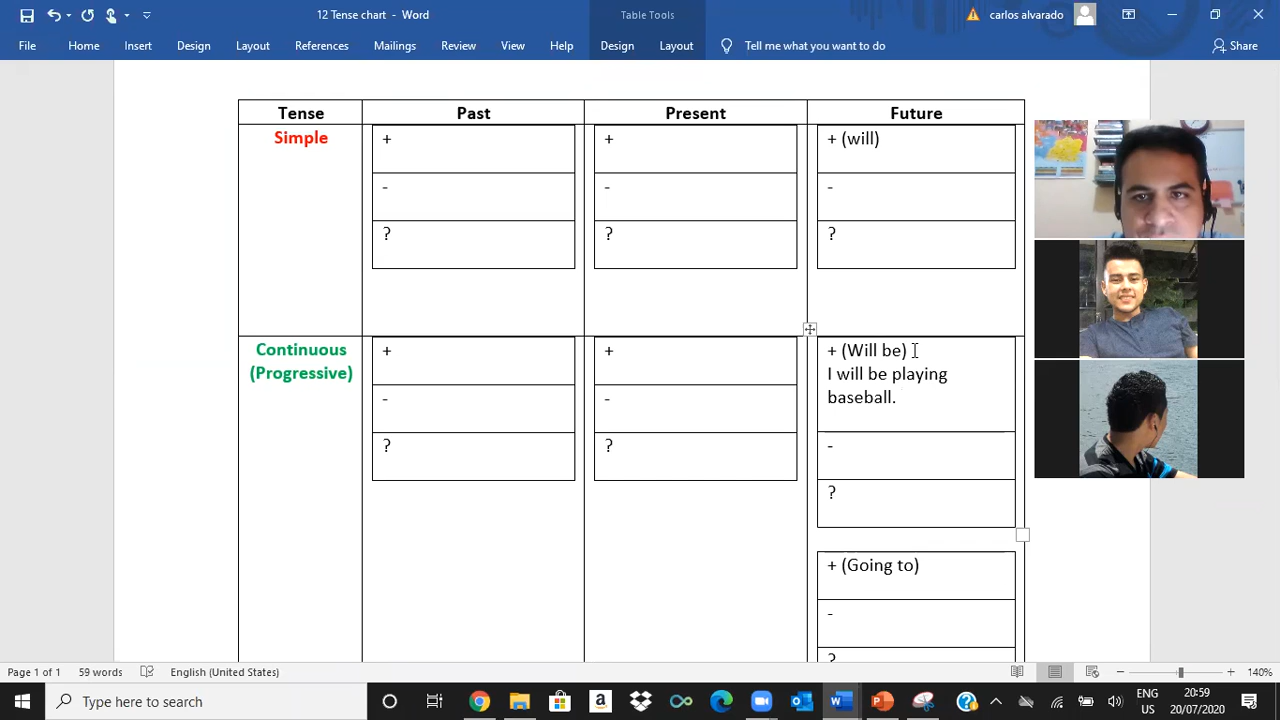 12 Tense chart - Word
Table Tools
carlos alvarado
File
Home
Insert
Design
Layout
References
Mailings
Review
View
Help
Design
Layout
Tell me what you want to do
Share
Tense
Past
Present
Future
Simple
+
+
+ (will)
-
-
-
?
?
?
Continuous
(Progressive)
+
+
+ (Will be)
I will be playing
baseball.
-
-
-
?
?
?
+ (Going to)
-
?
Page 1 of 1
59 words
English (United States)
140%
Type here to search
ENG
US
20:59
20/07/2020